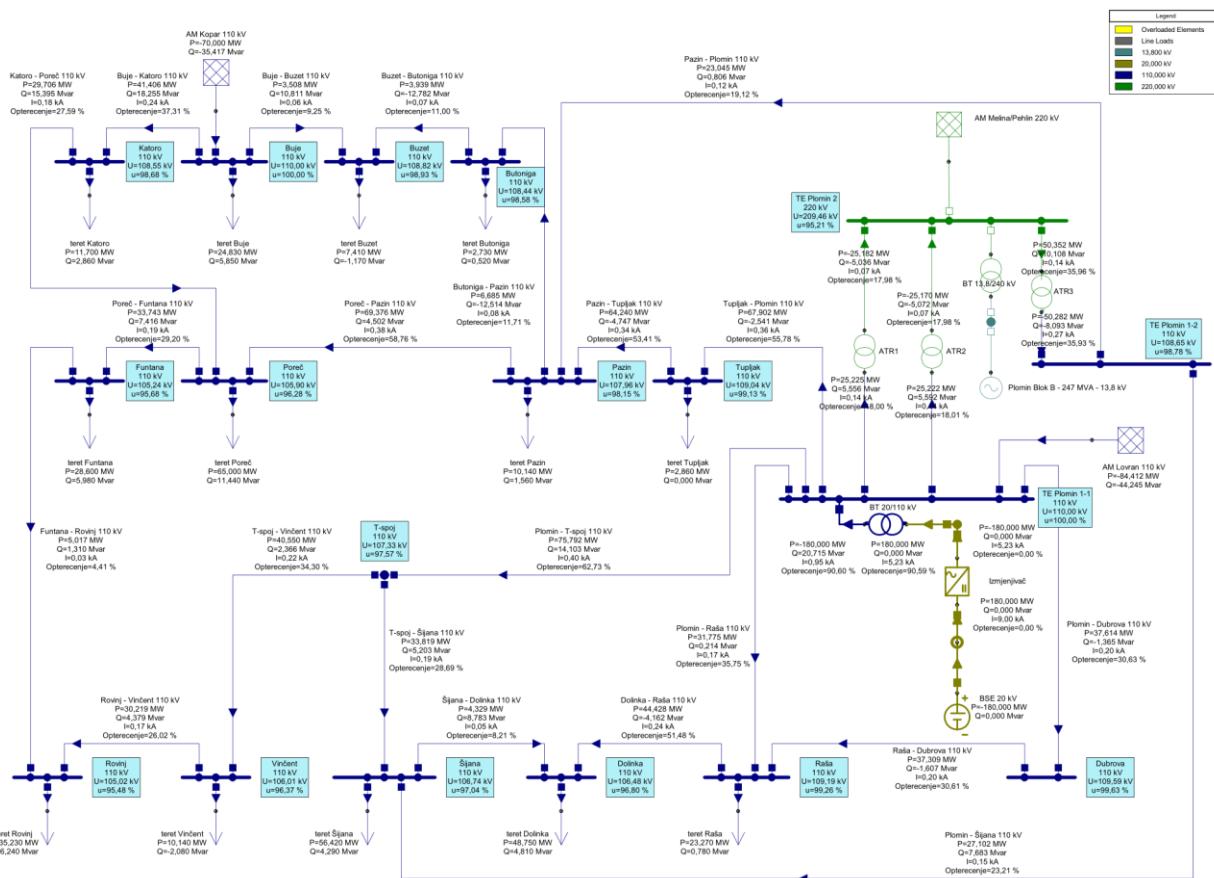 Legend
Overloaded Elements
Line Loads
13,800 kV
20,000 kV
110,000 kV
220,000 kV
AM Kopar 110 kV
P=-70,000 MW
Q=-35,417 Mvar
Katoro - Poreč 110 kV
P=29,706 MW
Q=15,395 Mvar
I=0,18 kA
Opterecenje=27,59 %
Buje - Katoro 110 kV
P=41,406 MW
Q=18,255 Mvar
I=0,24 kA
Opterecenje=37,31 %
Buje - Buzet 110 kV
P=3,508 MW
Q=10,811 Mvar
I=0,06 kA
Opterecenje=9,25 %
Buzet - Butoniga 110 kV
P=3,939 MW
Q=-12,782 Mvar
I=0,07 kA
Opterecenje=11,00 %
Pazin - Plomin 110 kV
P=23,045 MW
Q=0,806 Mvar
I=0,12 kA
Opterecenje=19,12 %
AM Melina/Pehlin 220 kV
Katoro
110 kV
U=108,55 kV
u=98,68 %
Buje
110 kV
U=110,00 kV
u=100,00 %
Buzet
110 kV
U=108,82 kV
u=98,93 %
Butoniga
110 kV
U=108,44 kV
u=98,58 %
TE Plomin 2
220 kV
U=209,46 kV
u=95,21 %
teret Katoro
P=11,700 MW
Q=2,860 Mvar
teret Buje
P=24,830 MW
Q=5,850 Mvar
teret Buzet
P=7,410 MW
Q=-1,170 Mvar
teret Butoniga
P=2,730 MW
Q=0,520 Mvar
P=-25,182 MW
Q=-5,036 Mvar
I=0,07 kA
Opterecenje=17,98 %
P=-25,170 MW
Q=-5,072 Mvar
I=0,07 kA
Opterecenje=17,98 %
BT 13,8/240 kV
P=50,352 MW
Q=10,108 Mvar
I=0,14 kA
Opterecenje=35,96 %
ATR3
P=-50,282 MW
Q=-8,093 Mvar
I=0,27 kA
Opterecenje=35,93 %
TE Plomin 1-2
110 kV
U=108,65 kV
u=98,78 %
Poreč - Funtana 110 kV
P=33,743 MW
Q=7,416 Mvar
I=0,19 kA
Opterecenje=29,20 %
Poreč - Pazin 110 kV
P=69,376 MW
Q=4,502 Mvar
I=0,38 kA
Opterecenje=58,76 %
Butoniga - Pazin 110 kV
P=6,685 MW
Q=-12,514 Mvar
I=0,08 kA
Opterecenje=11,71 %
Pazin - Tupljak 110 kV
P=64,240 MW
Q=-4,747 Mvar
I=0,34 kA
Opterecenje=53,41 %
Tupljak - Plomin 110 kV
P=67,902 MW
Q=-2,541 Mvar
I=0,36 kA
Opterecenje=55,78 %
ATR1
ATR2
Plomin Blok B - 247 MVA - 13,8 kV
Funtana
110 kV
U=105,24 kV
u=95,68 %
Poreč
110 kV
U=105,90 kV
u=96,28 %
Pazin
110 kV
U=107,96 kV
u=98,15 %
Tupljak
110 kV
U=109,04 kV
u=99,13 %
P=25,225 MW
Q=5,556 Mvar
I=0,14 kA
P=25,222 MW
Q=5,592 Mvar
Opterecenje=18,01 %
teret Funtana
P=28,600 MW
Q=5,980 Mvar
teret Poreč
P=65,000 MW
Q=11,440 Mvar
teret Pazin
P=10,140 MW
Q=1,560 Mvar
teret Tupljak
P=2,860 MW
Q=0,000 Mvar
AM Lovran 110 kV
P=-84,412 MW
Q=-44,245 Mvar
TE Plomin 1-1
110 kV
U=110,00 kV
u=100,00 %
BT 20/110 kV
P=-180,000 MW
Q=20,715 Mvar
I=0,95 kA
Opterecenje=90,60 %
P=180,000 MW
Q=0,000 Mvar
I=5,23 kA
Opterecenje=90,59 %
P=-180,000 MW
Q=0,000 Mvar
I=5,23 kA
Opterecenje=0,00 %
Izmjenjivač
P=180,000 MW
Q=0,000 Mvar
I=9,00 kA
Opterecenje=0,00 %
BSE 20 kV
P=-180,000 MW
Q=0,000 Mvar
Funtana - Rovinj 110 kV
P=5,017 MW
Q=1,310 Mvar
I=0,03 kA
Opterecenje=4,41 %
T-spoj - Vinčent 110 kV
P=40,550 MW
Q=2,366 Mvar
I=0,22 kA
Opterecenje=34,30 %
T-spoj
110 kV
U=107,33 kV
u=97,57 %
Plomin - T-spoj 110 kV
P=75,792 MW
Q=14,103 Mvar
I=0,40 kA
Opterecenje=62,73 %
T-spoj - Šijana 110 kV
P=33,819 MW
Q=5,203 Mvar
I=0,19 kA
Opterecenje=28,69 %
Plomin - Raša 110 kV
P=31,775 MW
Q=0,214 Mvar
I=0,17 kA
Opterecenje=35,75 %
Plomin - Dubrova 110 kV
P=37,614 MW
Q=-1,365 Mvar
I=0,20 kA
Opterecenje=30,63 %
Rovinj - Vinčent 110 kV
P=30,219 MW
Q=4,379 Mvar
I=0,17 kA
Opterecenje=26,02 %
Šijana - Dolinka 110 kV
P=4,329 MW
Q=8,783 Mvar
I=0,05 kA
Opterecenje=8,21 %
Dolinka - Raša 110 kV
P=44,428 MW
Q=-4,162 Mvar
I=0,24 kA
Opterecenje=51,48 %
Raša - Dubrova 110 kV
P=37,309 MW
Q=-1,607 Mvar
I=0,20 kA
Opterecenje=30,61 %
Rovinj
110 kV
U=105,02 kV
u=95,48 %
Vinčent
110 kV
U=106,01 kV
u=96,37 %
Šijana
110 kV
U=106,74 kV
u=97,04 %
Dolinka
110 kV
U=106,48 kV
u=96,80 %
Raša
110 kV
U=109,19 kV
u=99,26 %
Dubrova
110 kV
U=109,59 kV
u=99,63 %
Rovinj
35,230 MW
6,240 Mvar
teret Vinčent
P=10,140 MW
Q=-2,080 Mvar
teret Šijana
P=56,420 MW
Q=4,290 Mvar
teret Dolinka
P=48,750 MW
Q=4,810 Mvar
teret Raša
P=23,270 MW
Q=0,780 Mvar
Plomin - Šijana 110 kV
P=27,102 MW
Q=7,683 Mvar
I=0,15 kA
Opterecenje=23,21 %